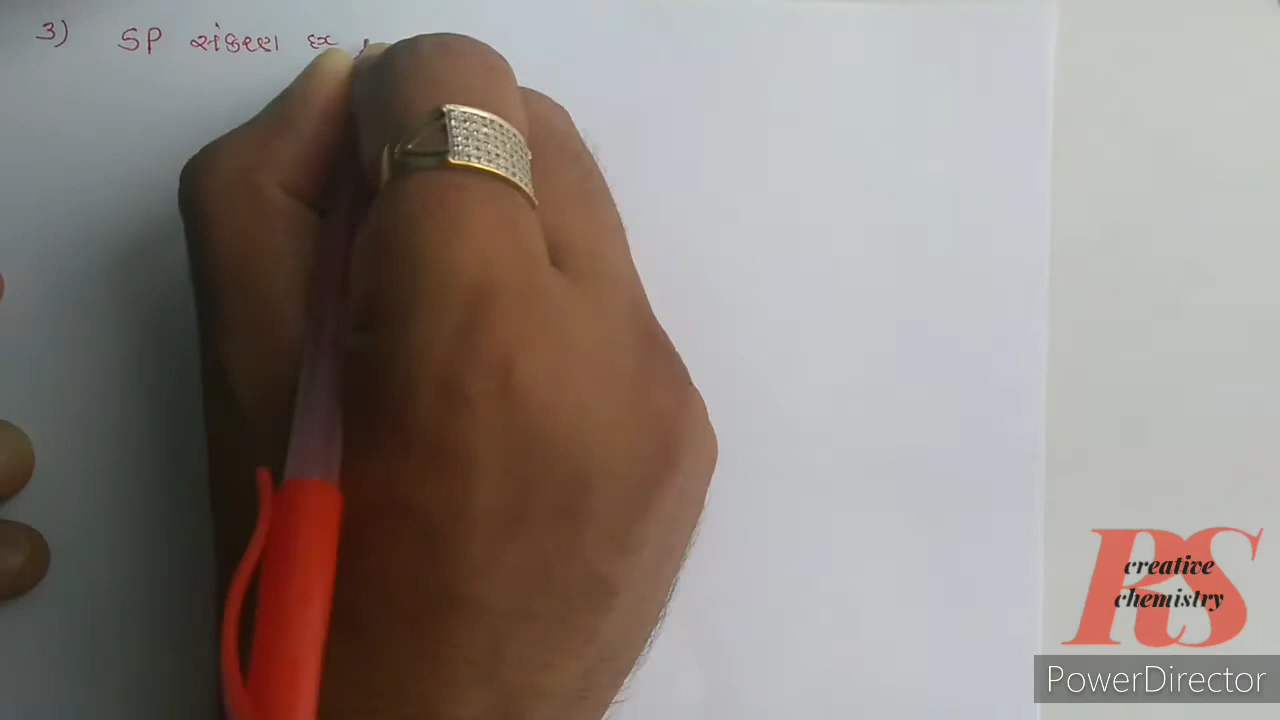 3) SP સંકરણ
RS
creative
chemistry
PowerDirector